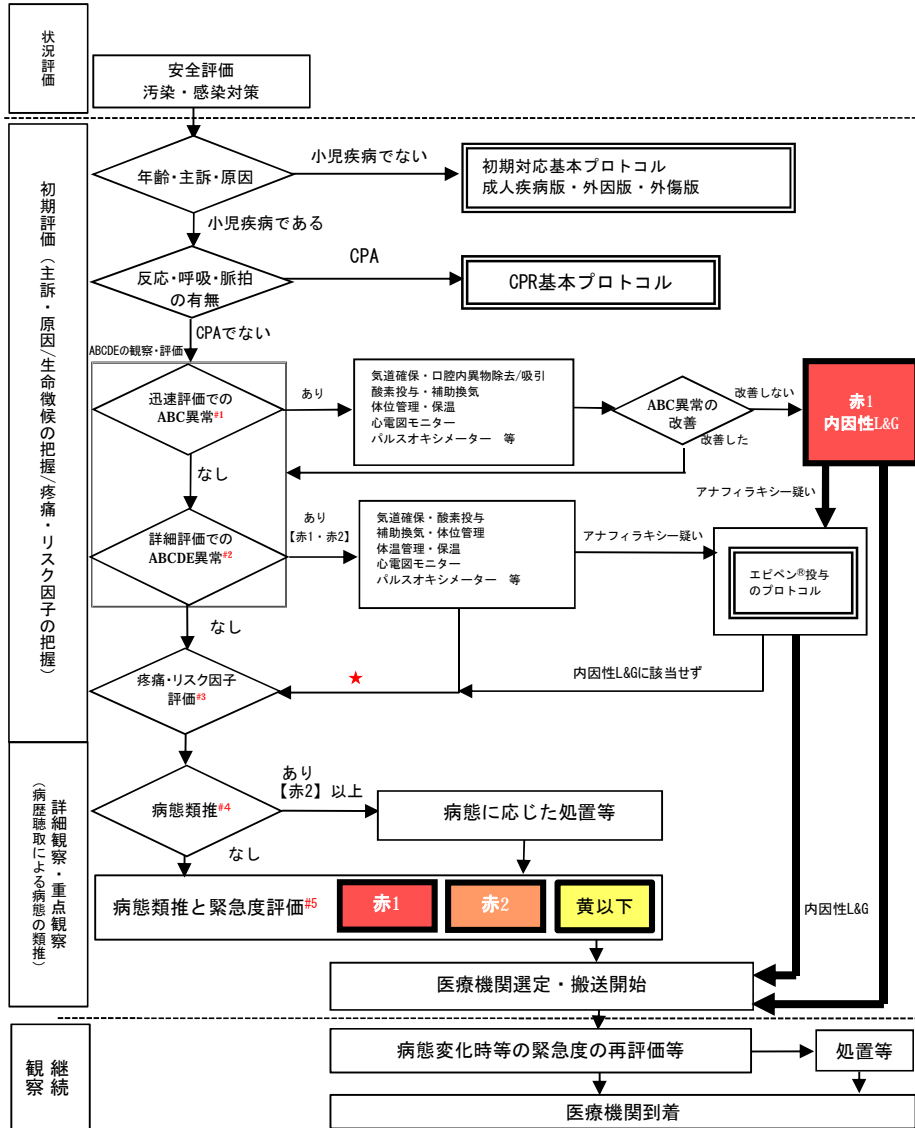 状況評価
安全評価
汚染・感染対策
初期評価（主訴・原因/生命徴候の把握/疼痛・リスク因子の把握）
年齢・主訴・原因
小児疾病でない
初期対応基本プロトコル
成人疾病版・外因版・外傷版
小児疾病である
反応・呼吸・脈拍
の有無
CPA
CPR基本プロトコル
CPAでない
ABCDEの観察・評価
迅速評価での
ABC異常#1
あり
気道確保・口腔内異物除去/吸引
酸素投与・補助換気
体位管理・保温
心電図モニター
パルスオキシメーター　等
ABC異常の
改善
改善しない
改善した
赤1
内因性L&G
なし
アナフィラキシー疑い
詳細評価での
ABCDE異常#2
あり
【赤1・赤2】
気道確保・酸素投与
補助換気・体位管理
体温管理・保温
心電図モニター
パルスオキシメーター　等
アナフィラキシー疑い
エピペン®投与
のプロトコル
なし
疼痛・リスク因子
評価#3
★
内因性L&Gに該当せず
詳細観察・重点観察
（病歴聴取による病態の類推）
病態類推#4
あり
【赤2】以上
病態に応じた処置等
なし
病態類推と緊急度評価#5
赤1
赤2
黄以下
内因性L&G
医療機関選定・搬送開始
継続
観察
病態変化時等の緊急度の再評価等
処置等
医療機関到着